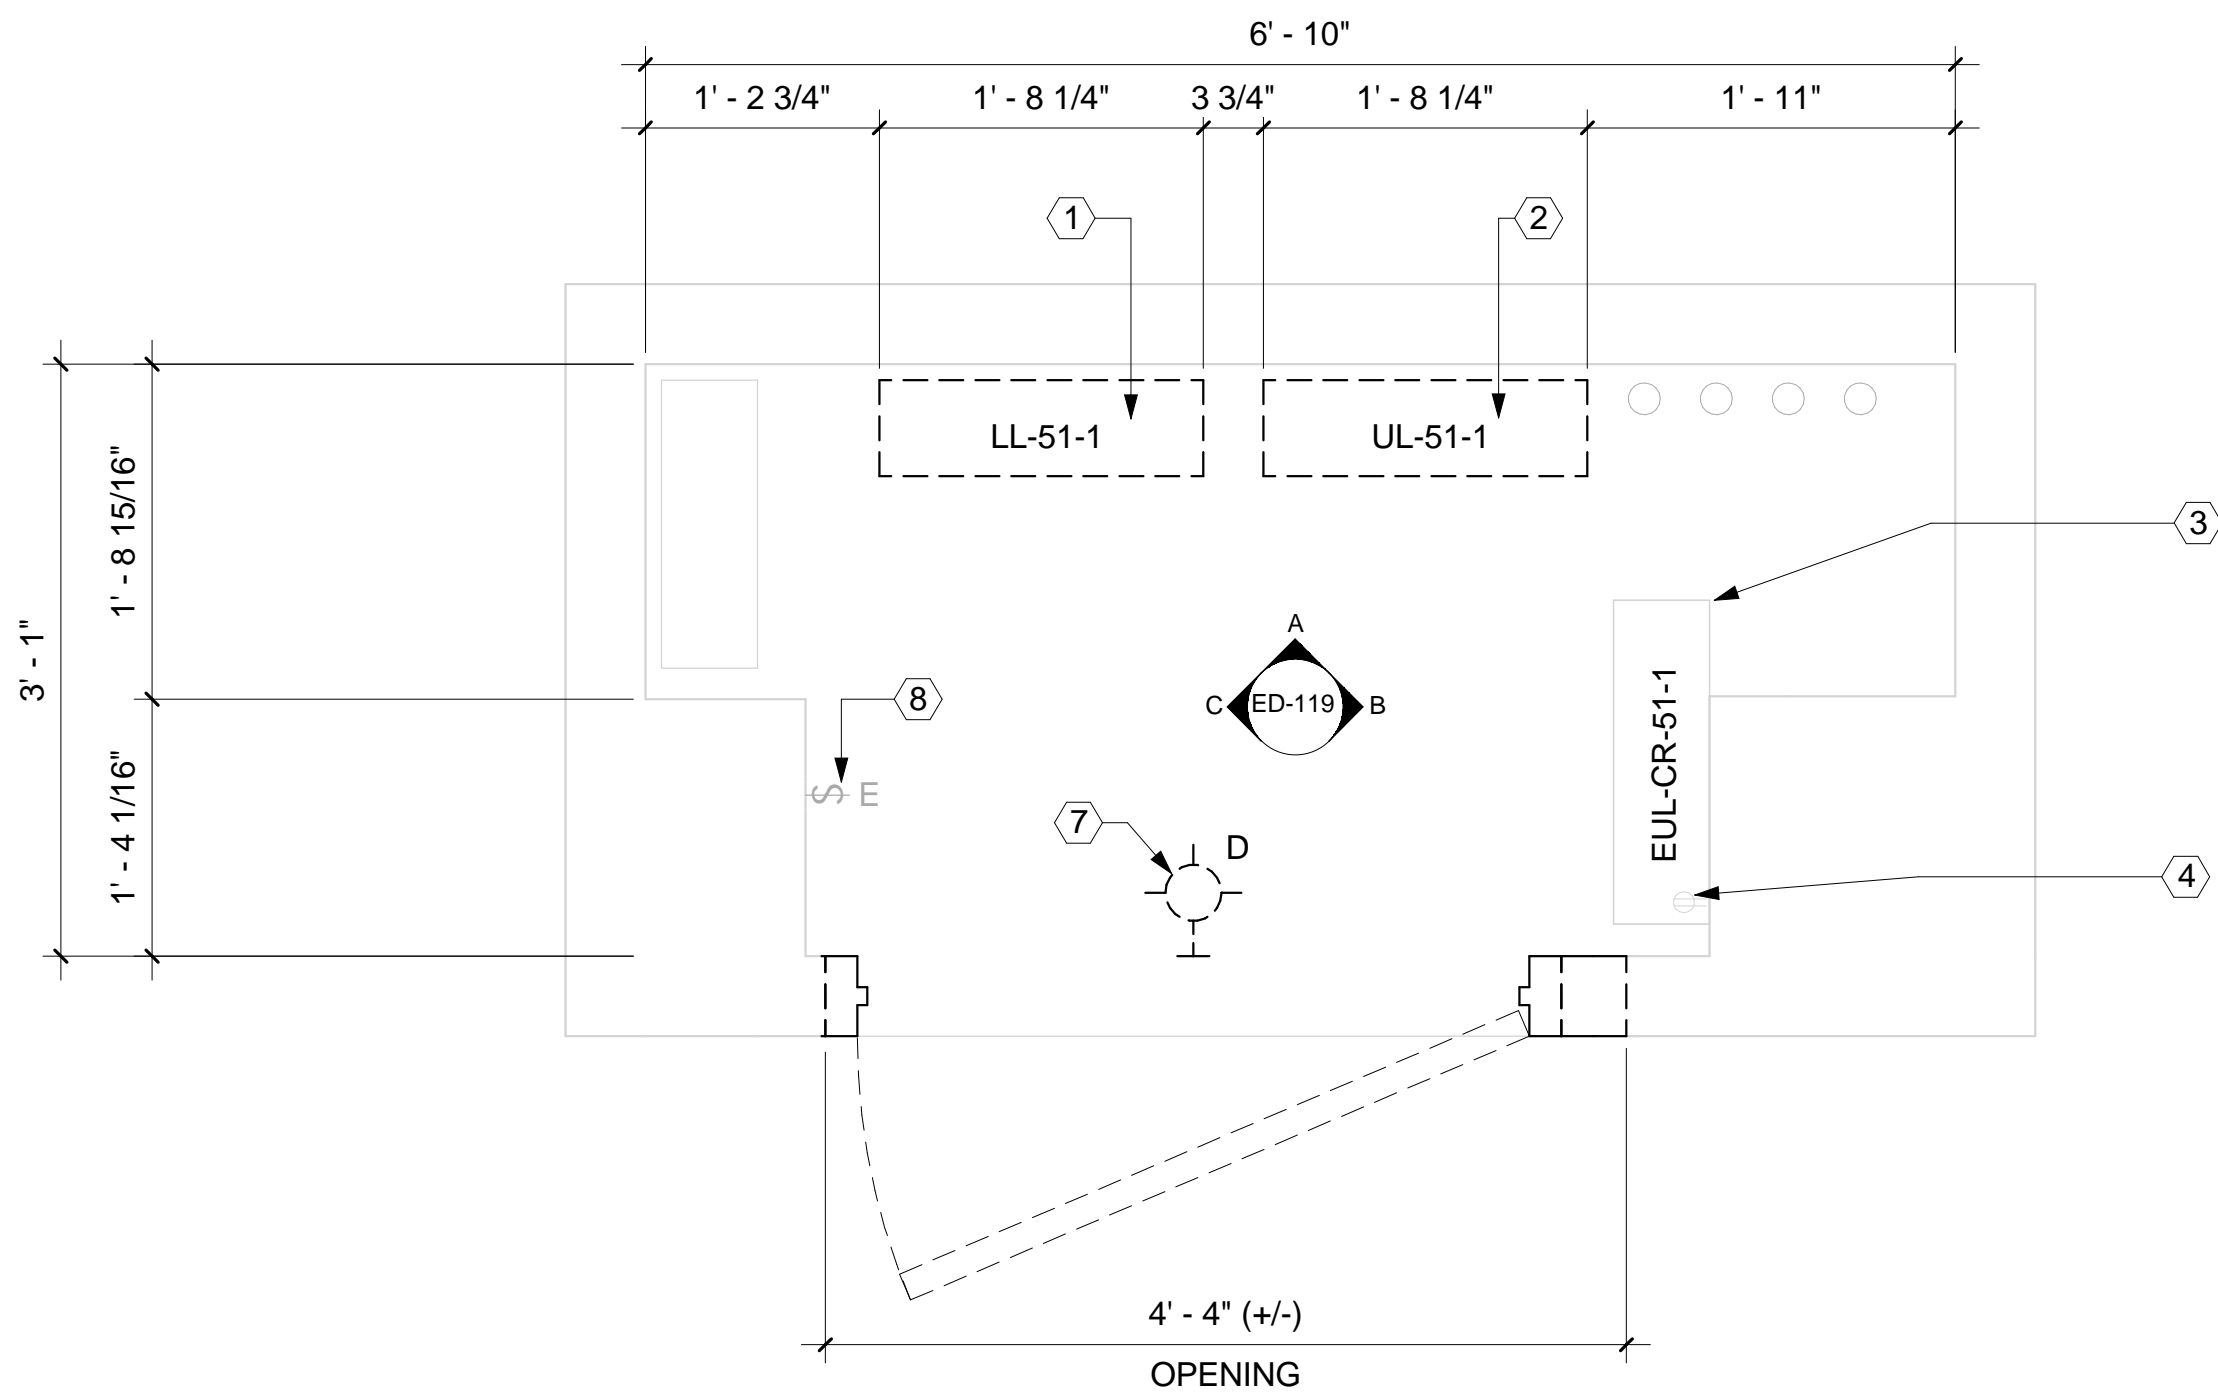 6' - 10"
1' - 2 3/4"
1' - 8 1/4"
3 3/4"
1' - 8 1/4"
1' - 11"
1
2
LL-51-1
UL-51-1
3
3' - 1"
1' - 8 15/16"
1' - 4 1/16"
A
C
ED-119
B
EUL-CR-51-1
8
$
E
7
D
4
4' - 4" (+/-)
OPENING